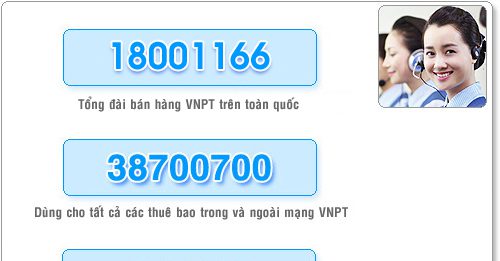 18001166
Tổng đài bán hàng VNPT trên toàn quốc
38700700
Dùng cho tất cả các thuê bao trong và ngoài mạng VNPT